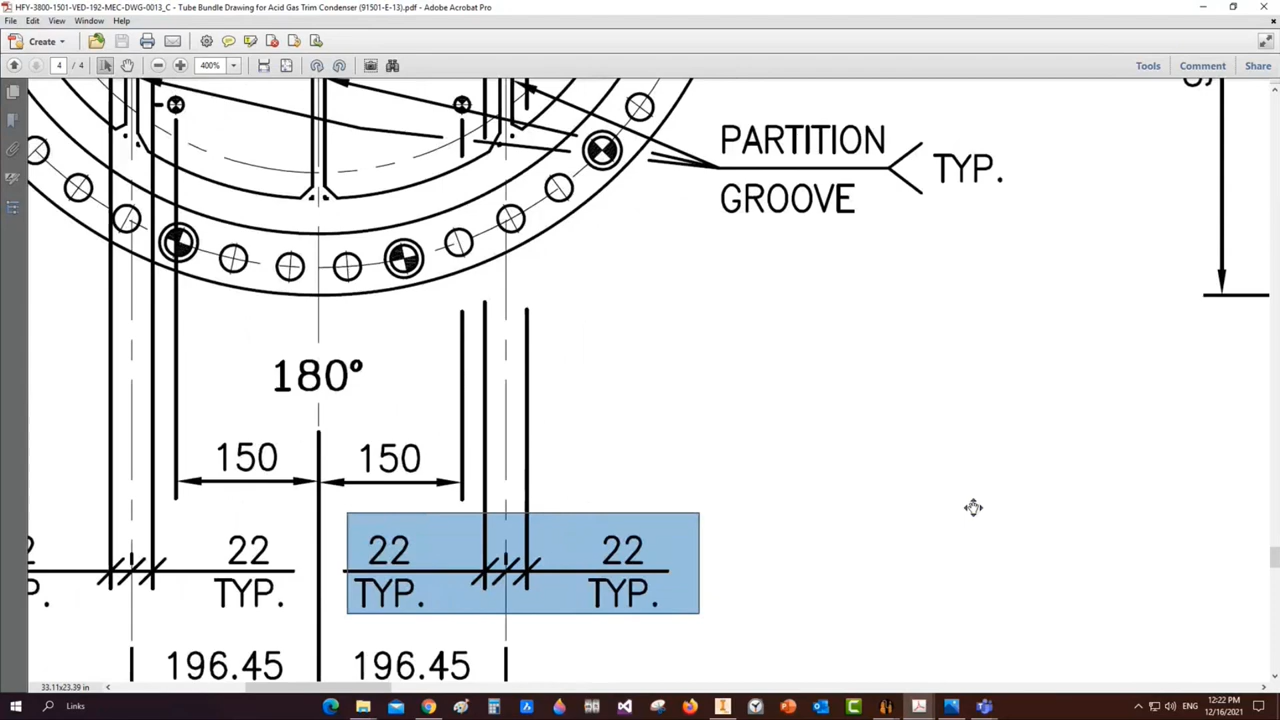 HFY-3800-1501-VED-192-MEC-DWG-0013_C - Tube Bundle Drawing for Acid Gas Trim Condenser (91501-E-13).pdf - Adobe Acrobat Pro
File Edit View Window Help
Create
4 / 4 400% Tools Comment Share
PARTITION
GROOVE
TYP.
180°
150 150
22 22 22
TYP. TYP. TYP.
196.45 196.45
33.11x23.39 in
Links
ENG
12:22 PM
12/16/2021